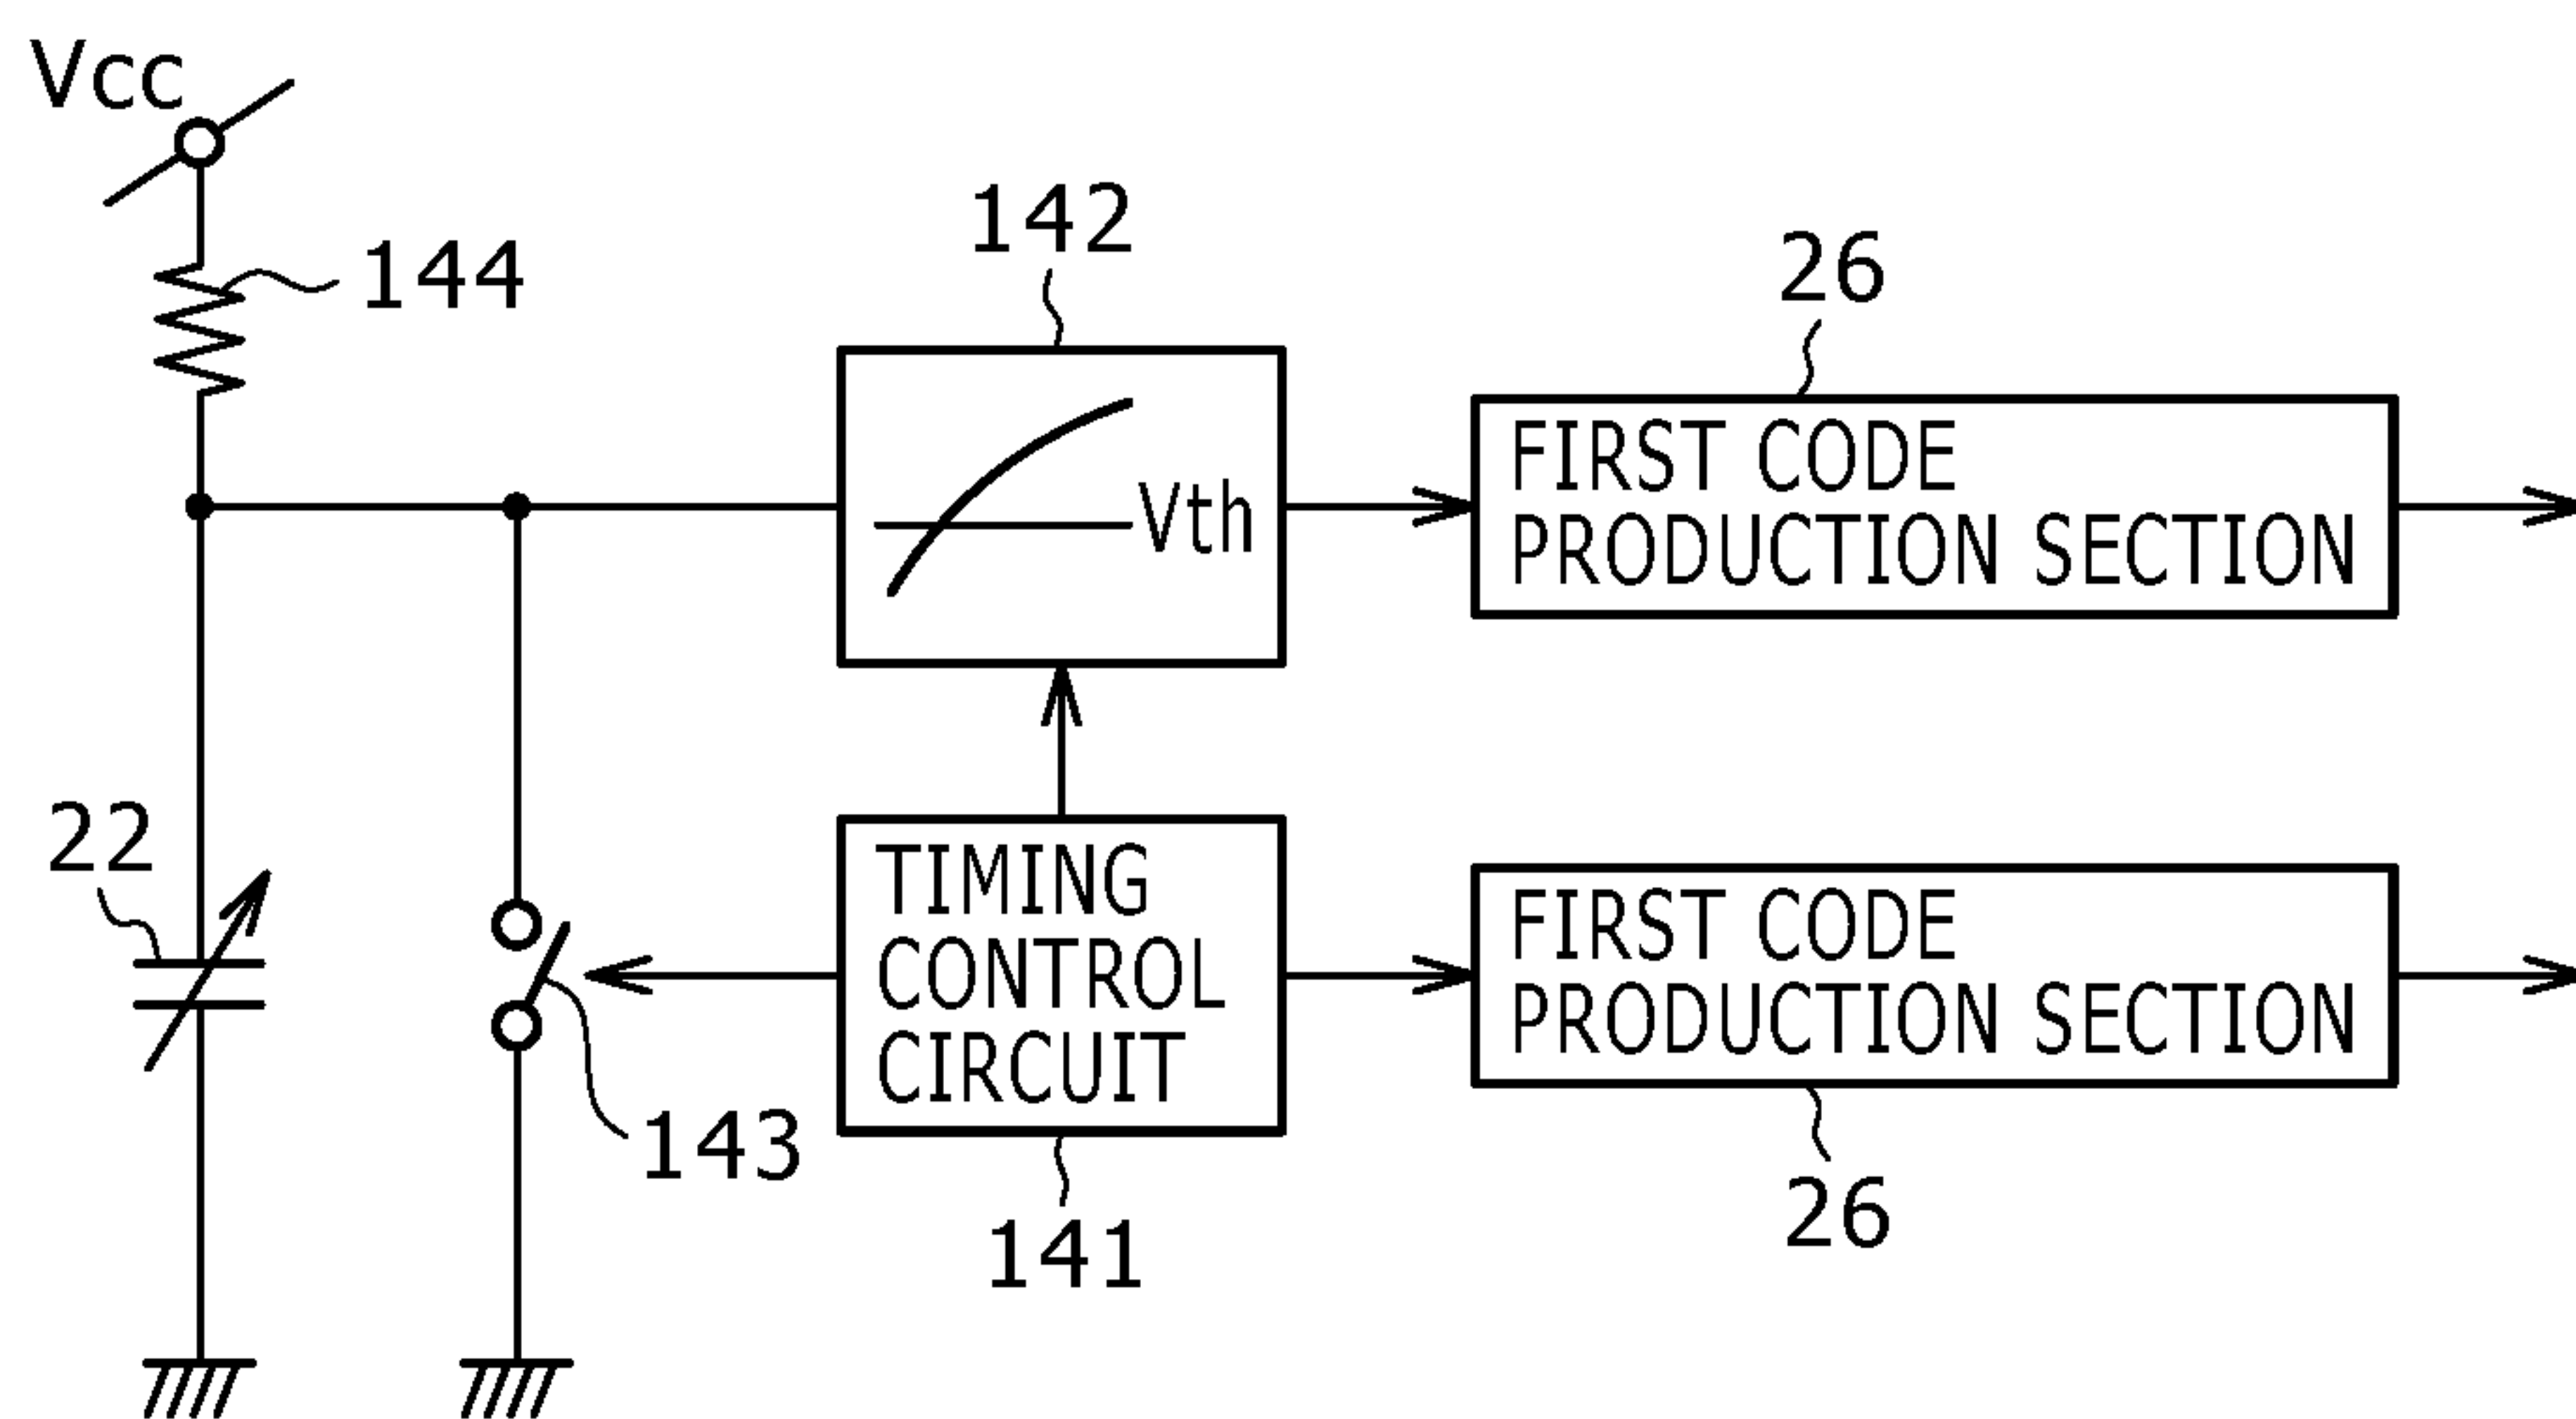 Vcc
144
142
Vth
26
FIRST CODE
PRODUCTION SECTION
22
143
TIMING
CONTROL
CIRCUIT
141
FIRST CODE
PRODUCTION SECTION
26